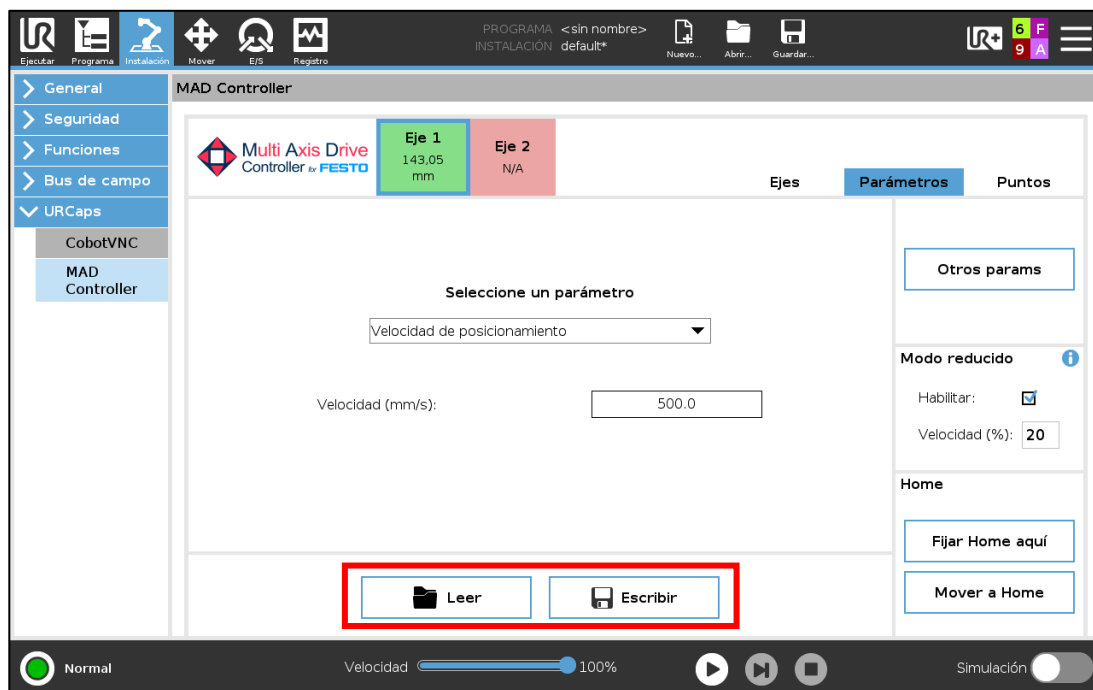 PROGRAMA <sin nombre>
INSTALACIÓN default*
Ejecutar Programa Instalación Mover E/S Registro
Nuevo... Abrir... Guardar...
UR+
6 F
9 A
General
Seguridad
Funciones
Bus de campo
URCaps
CobotVNC
MAD
Controller
MAD Controller
Multi Axis Drive
Controller for FESTO
Eje 1
143,05
mm
Eje 2
N/A
Ejes Parámetros Puntos
Seleccione un parámetro
Velocidad de posicionamiento
Velocidad (mm/s): 500.0
Otros params
Modo reducido i
Habilitar:
Velocidad (%): 20
Home
Fijar Home aquí
Mover a Home
Leer Escribir
Normal Velocidad 100% Simulación